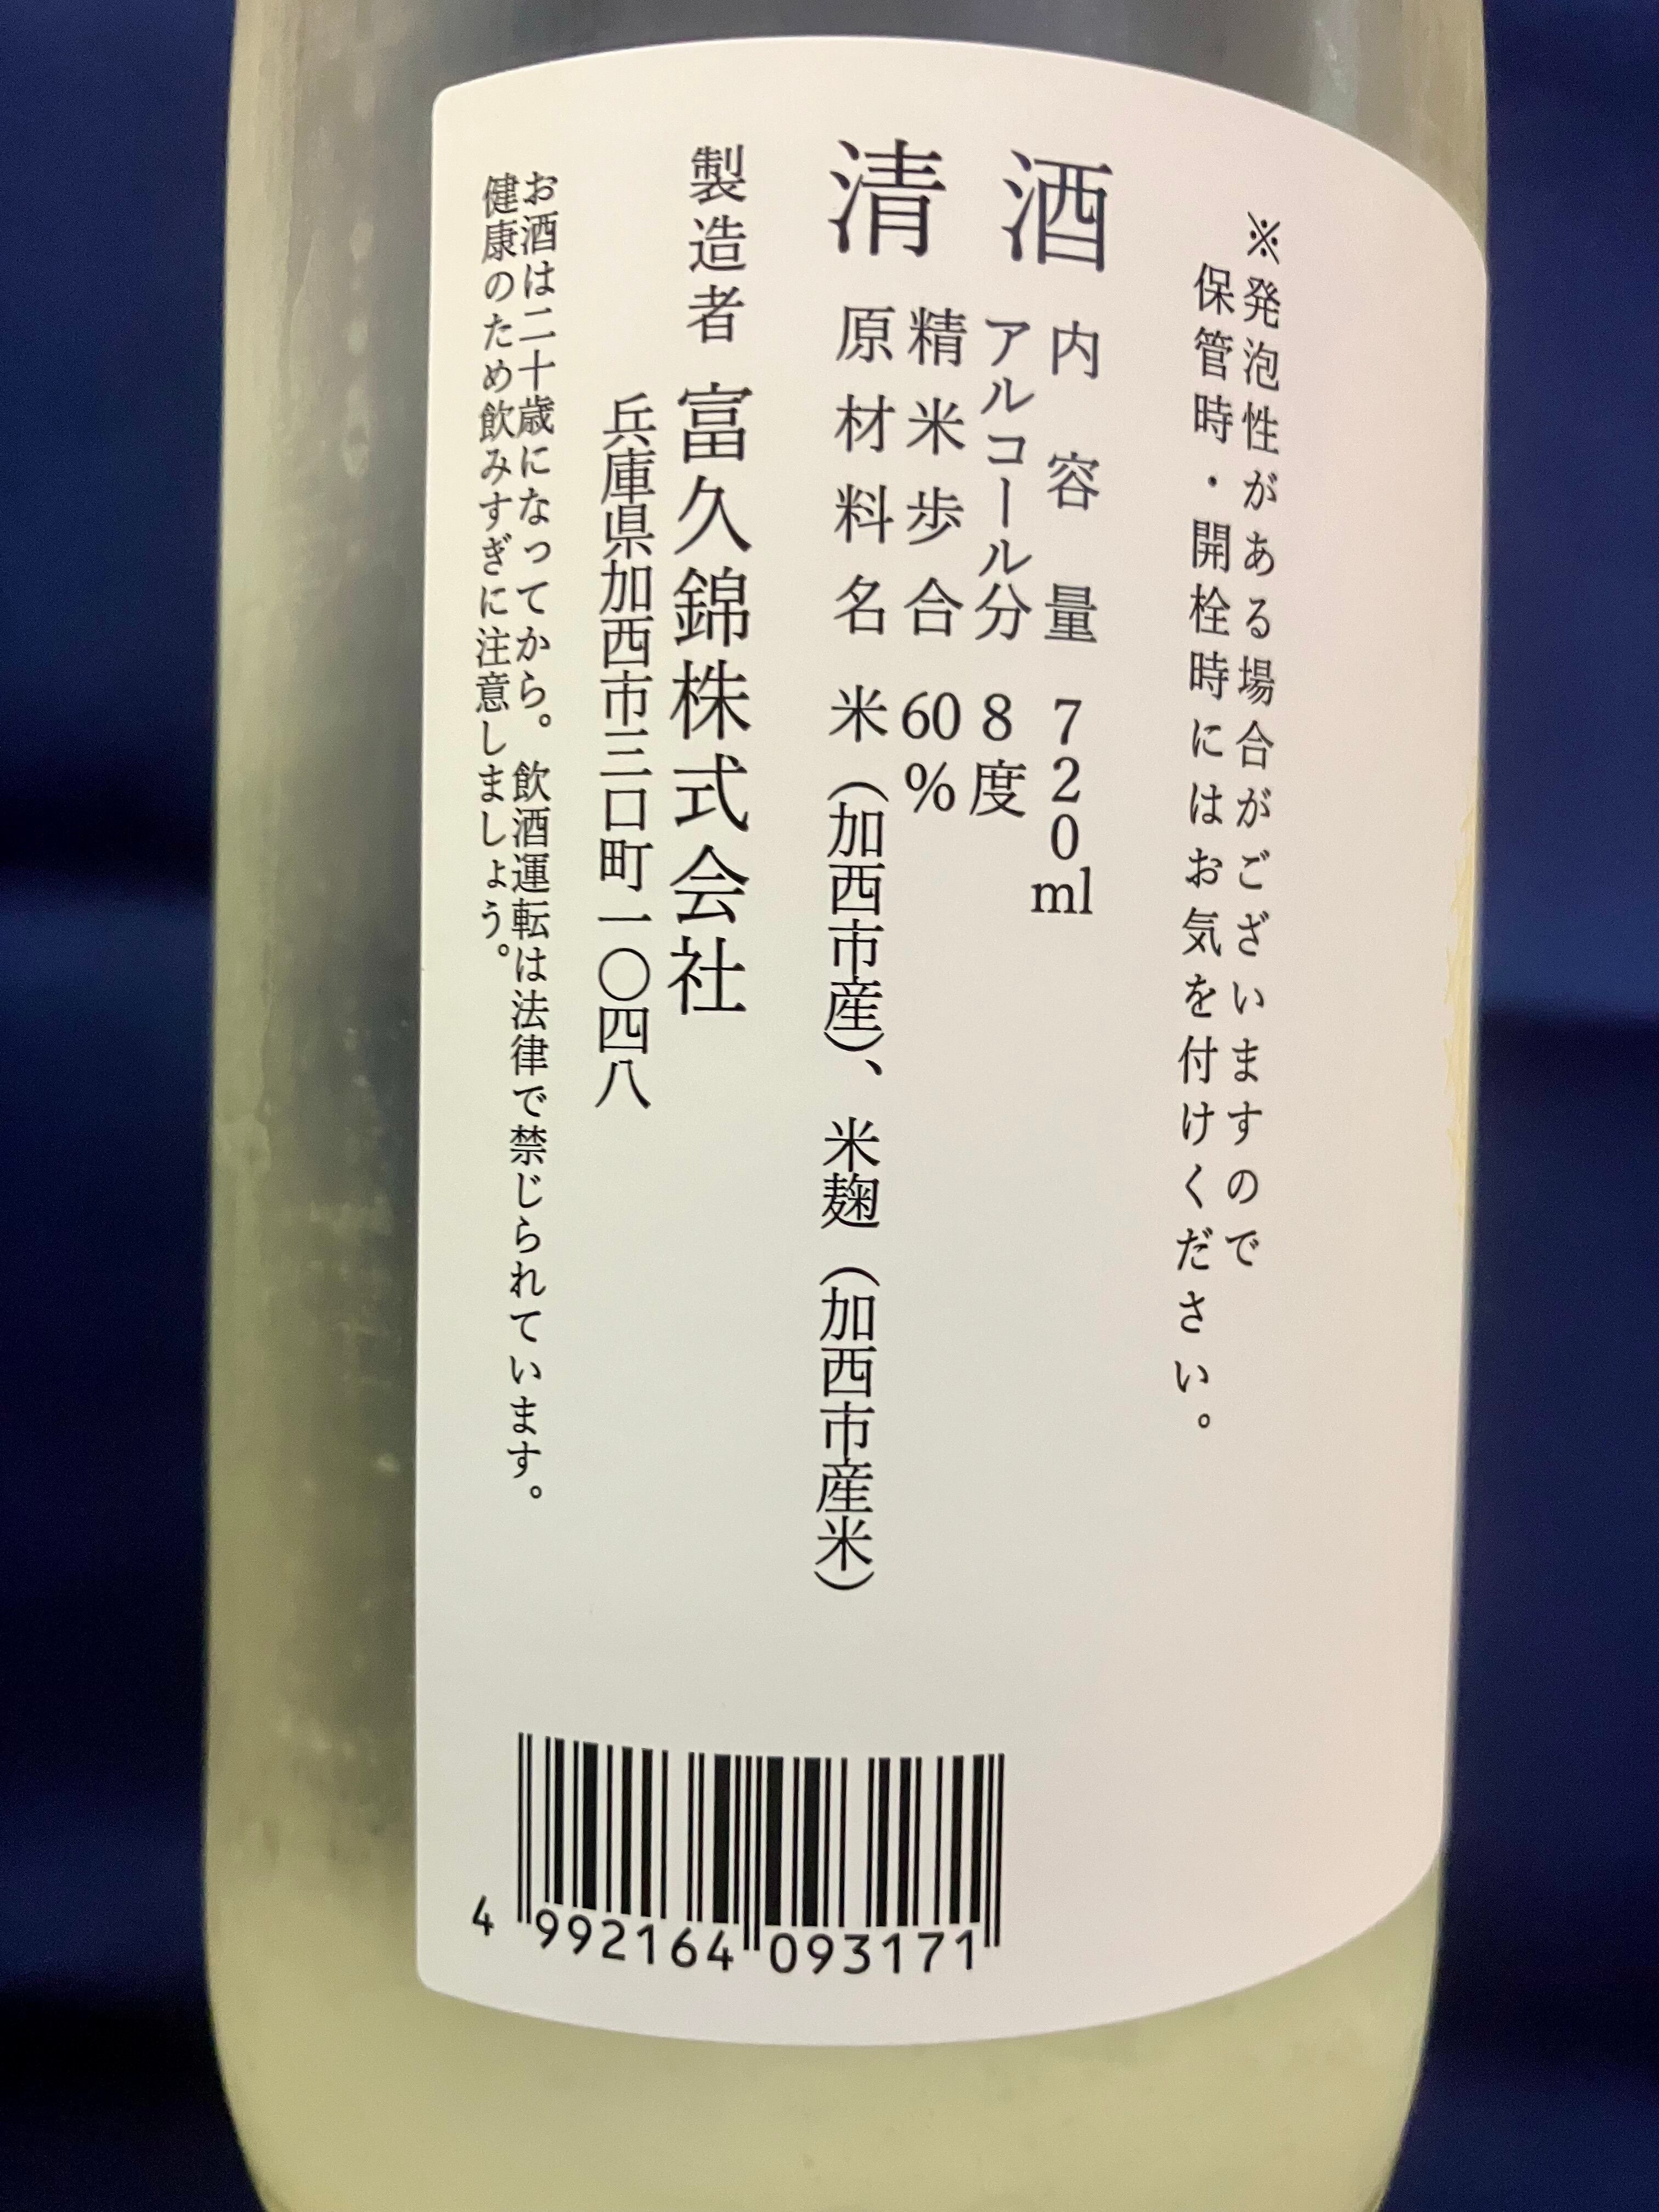 ※発泡性がある場合がございますので
保管時・開栓時にはお気を付けください。
清酒
内容量 720ml
アルコール分 8度
精米歩合 60%
原材料名 米(加西市産)、米麹(加西市産米)
製造者 富久錦株式会社
兵庫県加西市三口町一〇四八
お酒は二十歳になってから。飲酒運転は法律で禁じられています。
健康のため飲みすぎに注意しましょう。
4 992164 093171